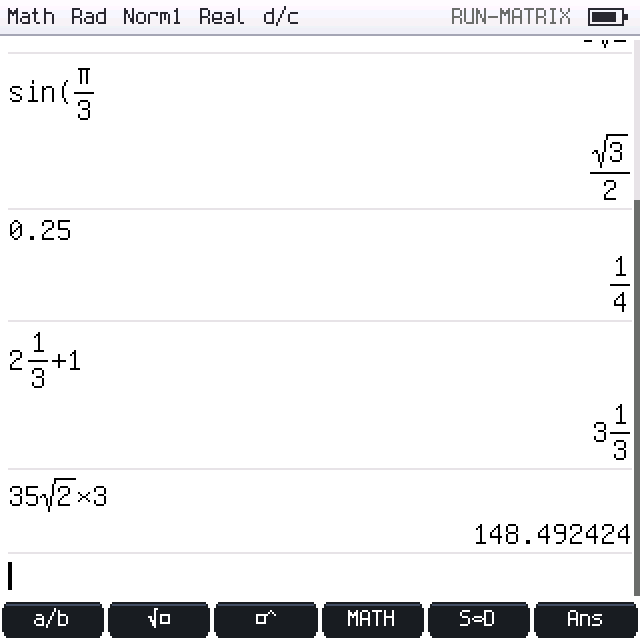 Math Rad Norm1 Real d/c RUN-MATRIX
sin(π/3
√3/2
0.25
1/4
2 1/3+1
3 1/3
35√2×3
148.492424
a/b √□ □^ MATH S=D Ans